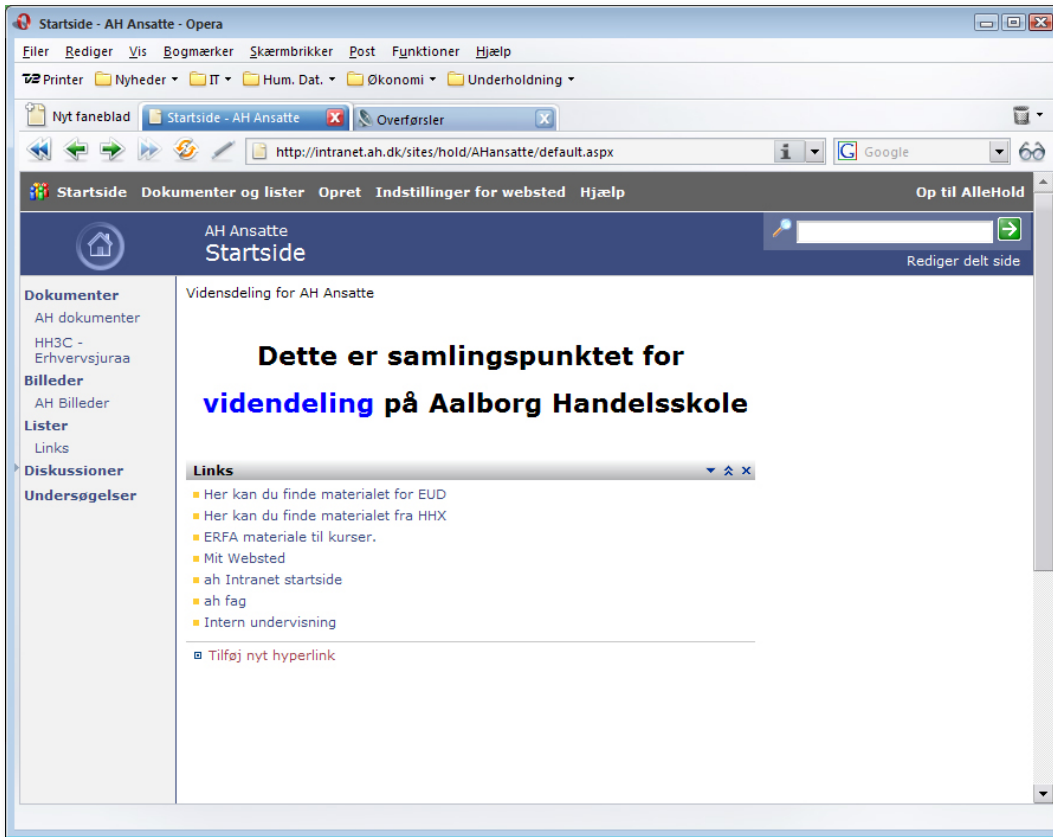 Startside - AH Ansatte - Opera
Filer Rediger Vis Bogmærker Skærmbrikker Post Funktioner Hjælp
TV2 Printer Nyheder IT Hum. Dat. Økonomi Underholdning
Nyt faneblad Startside - AH Ansatte Overførsler
http://intranet.ah.dk/sites/hold/AHansatte/default.aspx i G Google
Startside Dokumenter og lister Opret Indstillinger for websted Hjælp Op til AlleHold
AH Ansatte
Startside
Rediger delt side
Dokumenter
AH dokumenter
HH3C -
Erhvervsjuraa
Billeder
AH Billeder
Lister
Links
Diskussioner
Undersøgelser
Vidensdeling for AH Ansatte
Dette er samlingspunktet for
videndeling på Aalborg Handelsskole
Links
Her kan du finde materialet for EUD
Her kan du finde materialet fra HHX
ERFA materiale til kurser.
Mit Websted
ah Intranet startside
ah fag
Intern undervisning
Tilføj nyt hyperlink